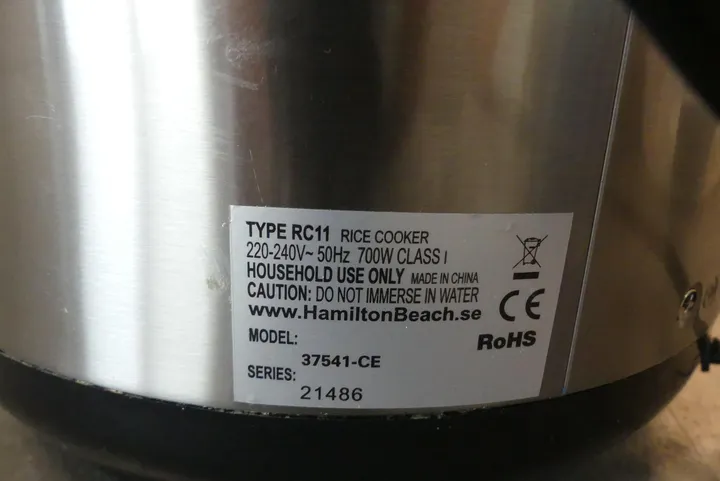 TYPE RC11 RICE COOKER
220-240V~ 50Hz 700W CLASS I
HOUSEHOLD USE ONLY MADE IN CHINA
CAUTION: DO NOT IMMERSE IN WATER
www.HamiltonBeach.se
CE
RoHS
MODEL:
37541-CE
SERIES:
21486